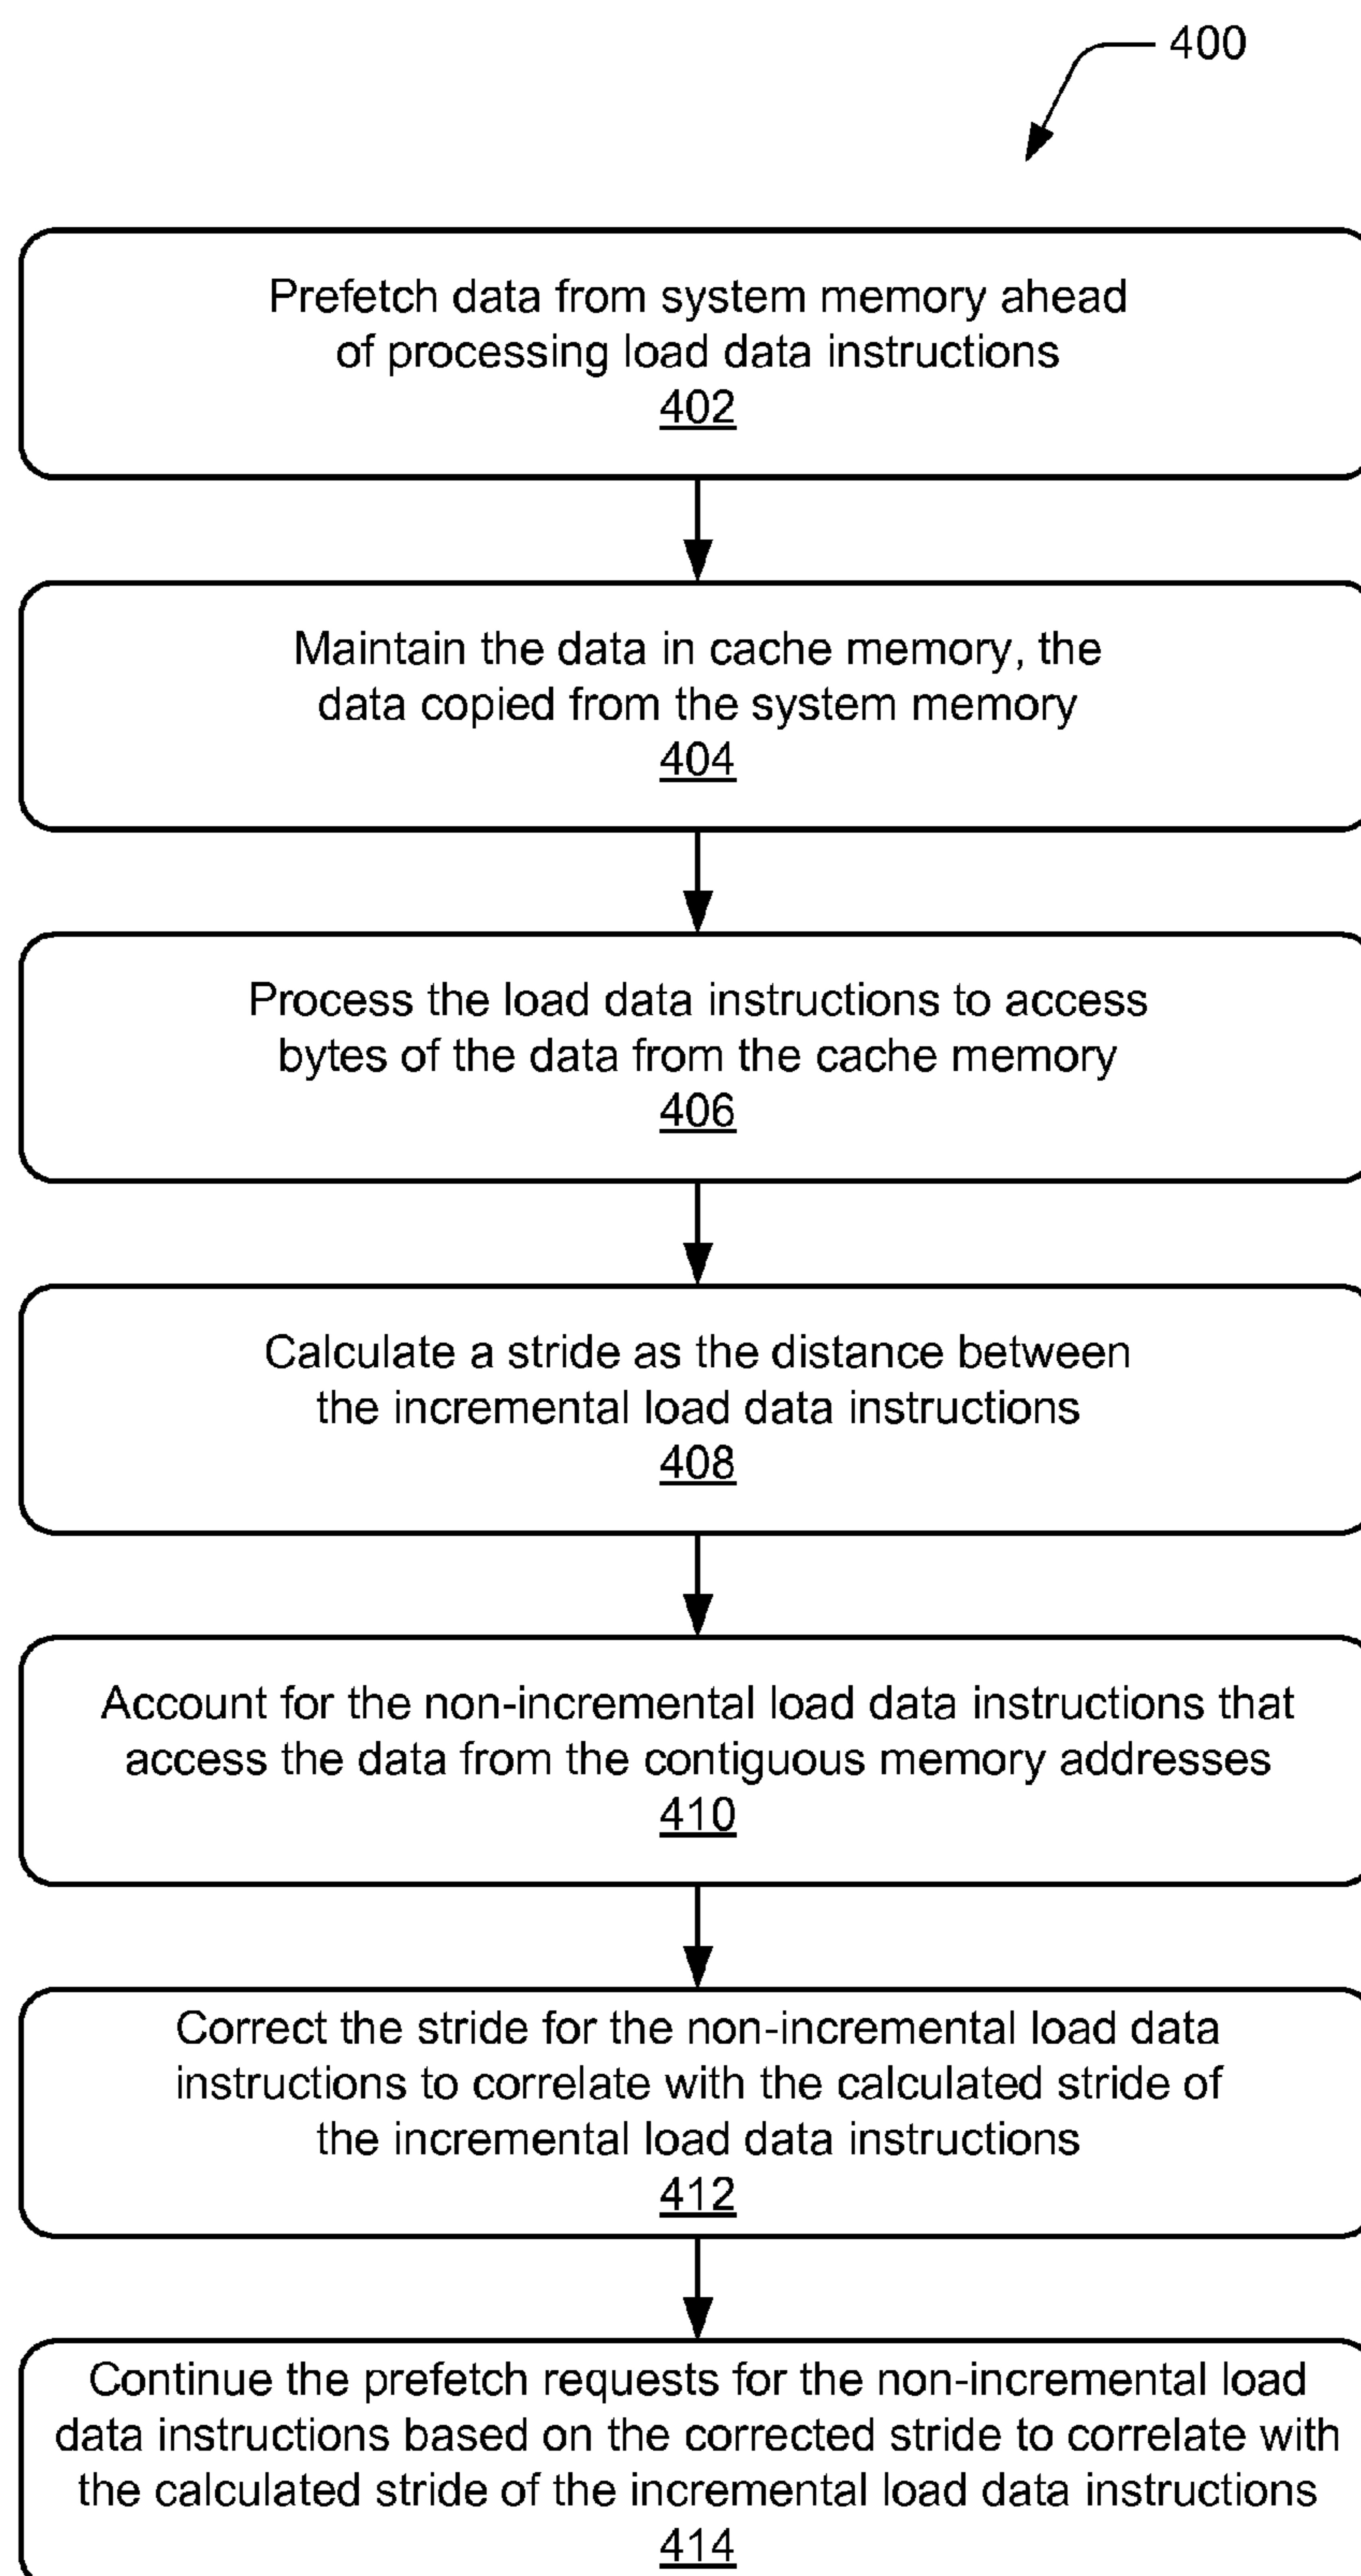 400
Prefetch data from system memory ahead
of processing load data instructions
402
Maintain the data in cache memory, the
data copied from the system memory
404
Process the load data instructions to access
bytes of the data from the cache memory
406
Calculate a stride as the distance between
the incremental load data instructions
408
Account for the non-incremental load data instructions that
access the data from the contiguous memory addresses
410
Correct the stride for the non-incremental load data
instructions to correlate with the calculated stride of
the incremental load data instructions
412
Continue the prefetch requests for the non-incremental load
data instructions based on the corrected stride to correlate with
the calculated stride of the incremental load data instructions
414